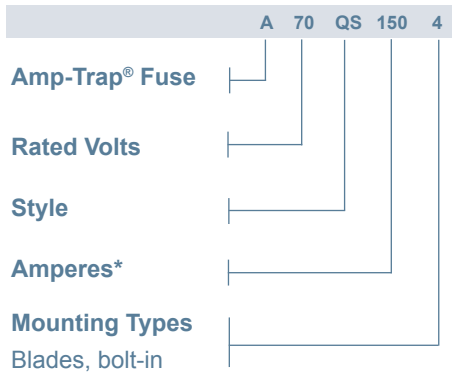 A 70 QS 150 4
Amp-Trap® Fuse
Rated Volts
Style
Amperes*
Mounting Types
Blades, bolt-in